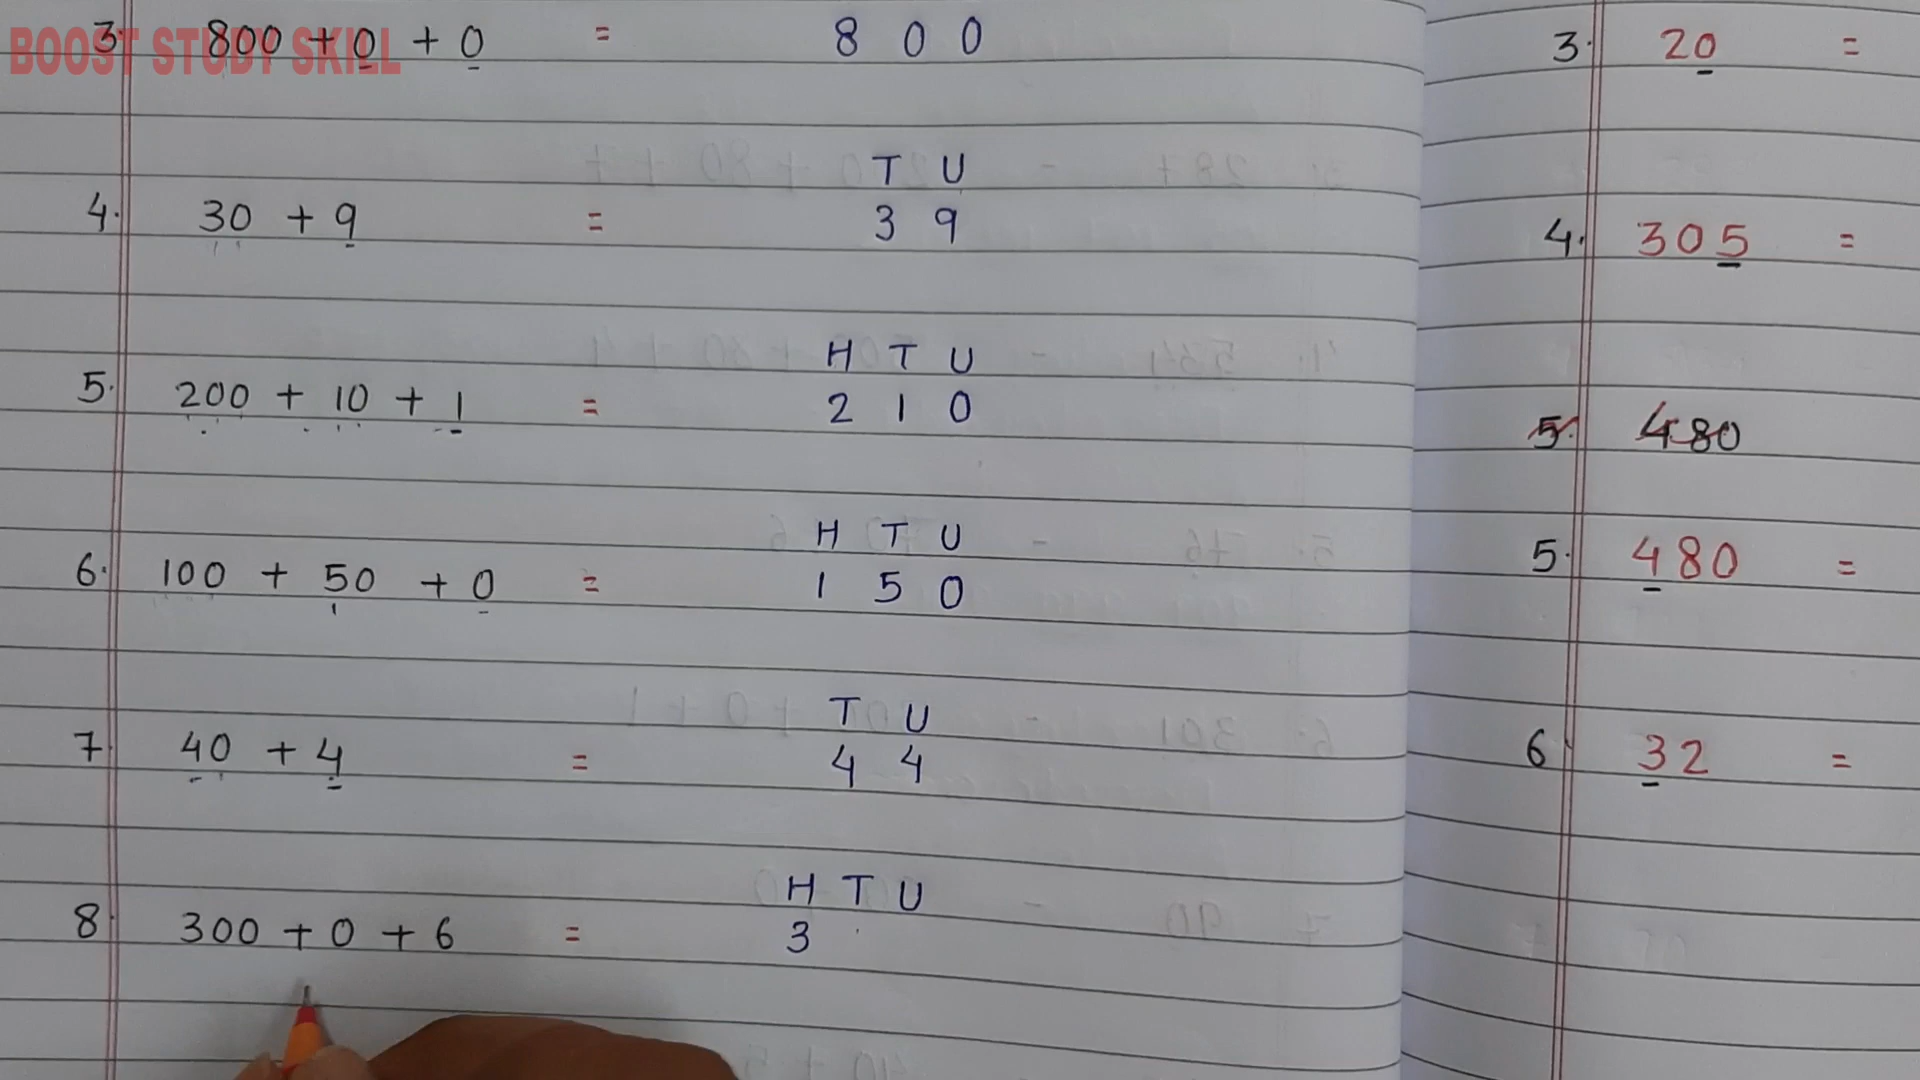 BOOST STUDY SKILL
3. 800 + 0 + 0 = 8 0 0
T U
4. 30 + 9 = 3 9
H T U
5. 200 + 10 + 1 = 2 1 0
H T U
6. 100 + 50 + 0 = 1 5 0
T U
7 40 + 4 = 4 4
H T U
8 300 + 0 + 6 = 3
3. 20 =
4. 305 =
5. 480
5. 480 =
6 32 =